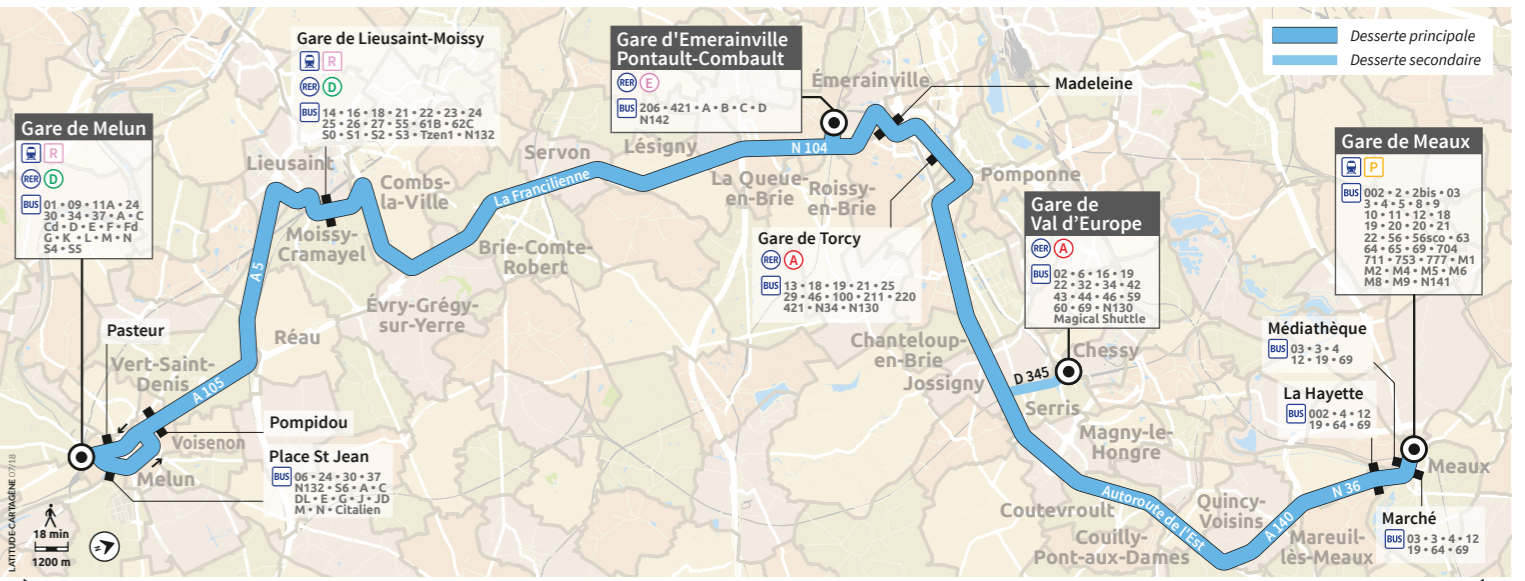 Desserte principale
Desserte secondaire
Gare de Melun
R
RER D
BUS 01 • 09 • 11A • 24
30 • 34 • 37 • A • C
Cd • D • E • F • Fd
G • K • L • M • N
S4 • S5
Gare de Lieusaint-Moissy
R
RER D
BUS 14 • 16 • 18 • 21 • 22 • 23 • 24
25 • 26 • 27 • 55 • 61B • 62C
S0 • S1 • S2 • S3 • Tzen1 • N132
Gare d'Emerainville
Pontault-Combault
RER E
BUS 206 • 421 • A • B • C • D
N142
Émerainville
Madeleine
Gare de Meaux
P
BUS 002 • 2 • 2bis • 03
3 • 4 • 5 • 8 • 9
10 • 11 • 12 • 18
19 • 20 • 20 • 21
22 • 56 • 56sco • 63
64 • 65 • 69 • 704
711 • 753 • 777 • M1
M2 • M4 • M5 • M6
M8 • M9 • N141
Lieusaint
Combs-
la-Ville
Servon
Lésigny
N 104
La Francilienne
La Queue-
en-Brie
Roissy-
en-Brie
Pomponne
Moissy-
Cramayel
Brie-Comte-
Robert
Évry-Grégy-
sur-Yerre
Gare de Torcy
RER A
BUS 13 • 18 • 19 • 21 • 25
29 • 46 • 100 • 211 • 220
421 • N34 • N130
Gare de
Val d'Europe
RER A
BUS 02 • 6 • 16 • 19
22 • 32 • 34 • 42
43 • 44 • 46 • 59
60 • 69 • N130
Magical Shuttle
A 5
Réau
Pasteur
Vert-Saint-
Denis
A 105
Chanteloup-
en-Brie
Jossigny
D 345
Chessy
Serris
Médiathèque
BUS 03 • 3 • 4
12 • 19 • 69
La Hayette
BUS 002 • 4 • 12
19 • 64 • 69
Pompidou
Voisenon
Melun
Place St Jean
BUS 06 • 24 • 30 • 37
N132 • S6 • A • C
DL • E • G • J • JD
M • N • Citalien
Magny-le-
Hongre
Autoroute de l'Est
Coutevroult
Couilly-
Pont-aux-Dames
Quincy-
Voisins
A 140
N 36
Mareuil-
lès-Meaux
Meaux
Marché
BUS 03 • 3 • 4 • 12
19 • 64 • 69
LATITUDE-CARTAGÈNE 07/18
18 min
1200 m